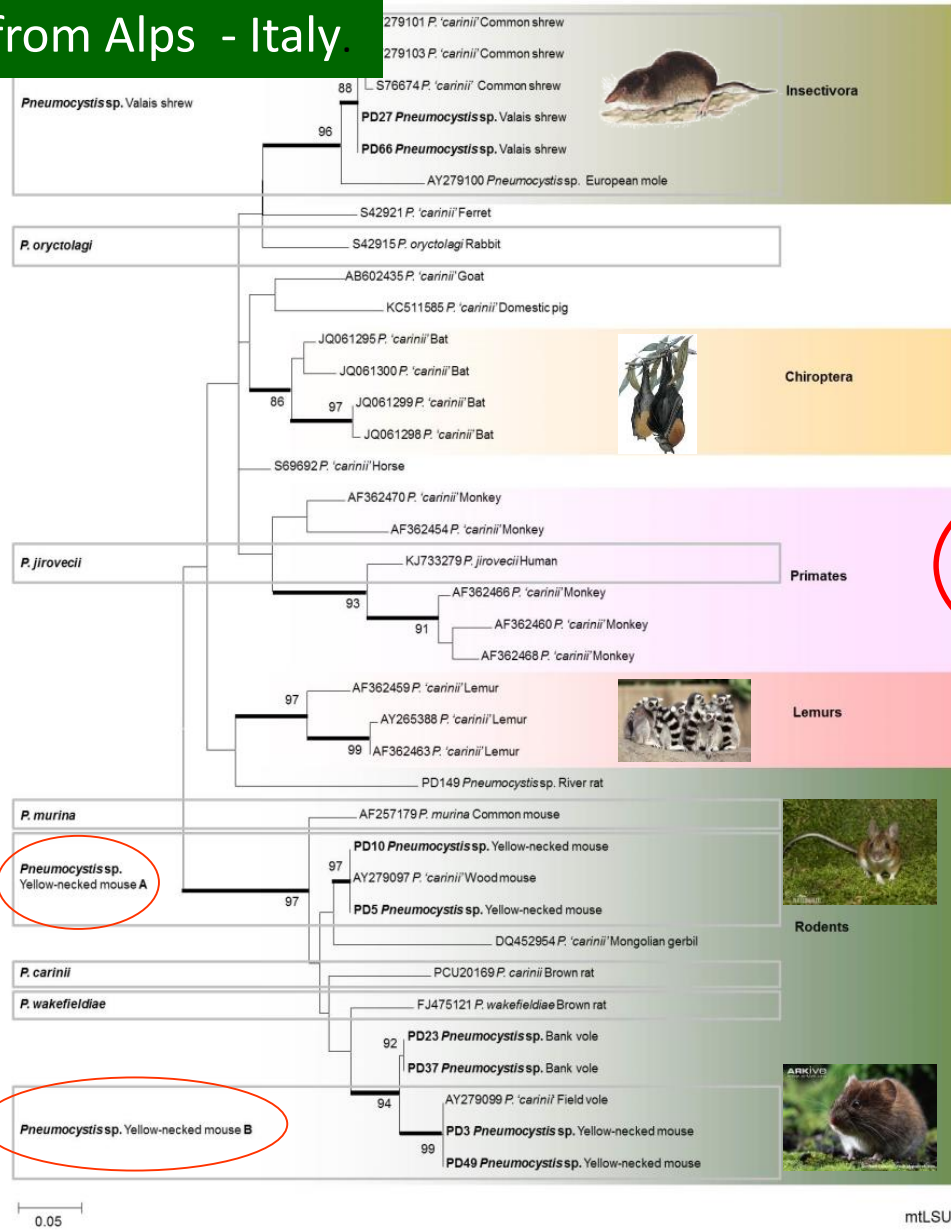 from Alps - Italy.
279101 P. 'carinii' Common shrew
279103 P. 'carinii' Common shrew
S76674 P. 'carinii' Common shrew
88
Insectivora
Pneumocystis sp. Valais shrew
PD27 Pneumocystis sp. Valais shrew
96
PD66 Pneumocystis sp. Valais shrew
AY279100 Pneumocystis sp. European mole
S42921 P. 'carinii' Ferret
P. oryctolagi
S42915 P. oryctolagi Rabbit
AB602435 P. 'carinii' Goat
KC511585 P. 'carinii' Domestic pig
JQ061295 P. 'carinii' Bat
JQ061300 P. 'carinii' Bat
Chiroptera
86
97
JQ061299 P. 'carinii' Bat
JQ061298 P. 'carinii' Bat
S69692 P. 'carinii' Horse
AF362470 P. 'carinii' Monkey
AF362454 P. 'carinii' Monkey
P. jirovecii
KJ733279 P. jirovecii Human
Primates
93
AF362466 P. 'carinii' Monkey
91
AF362460 P. 'carinii' Monkey
AF362468 P. 'carinii' Monkey
97
AF362459 P. 'carinii' Lemur
Lemurs
AY265388 P. 'carinii' Lemur
99
AF362463 P. 'carinii' Lemur
PD149 Pneumocystis sp. River rat
P. murina
AF257179 P. murina Common mouse
PD10 Pneumocystis sp. Yellow-necked mouse
97
Pneumocystis sp.
Yellow-necked mouse A
AY279097 P. 'carinii' Wood mouse
97
PD5 Pneumocystis sp. Yellow-necked mouse
Rodents
DQ452954 P. 'carinii' Mongolian gerbil
P. carinii
PCU20169 P. carinii Brown rat
P. wakefieldiae
FJ475121 P. wakefieldiae Brown rat
92
PD23 Pneumocystis sp. Bank vole
PD37 Pneumocystis sp. Bank vole
ARKIVE
94
AY279099 P. 'carinii' Field vole
Pneumocystis sp. Yellow-necked mouse B
PD3 Pneumocystis sp. Yellow-necked mouse
99
PD49 Pneumocystis sp. Yellow-necked mouse
0.05
mtLSU